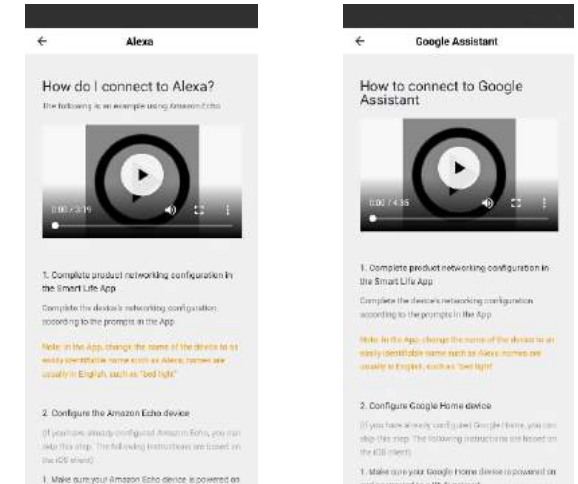 Alexa
How do I connect to Alexa?
The following is an example using Amazon Echo
0:00 / 3:19
1. Complete product networking configuration in
the Smart Life App
Complete the device's networking configuration
according to the prompts in the App
Note: in the App, change the name of the device to an
easily identifiable name such as Alexa; names are
usually in English, such as "bed light"
2. Configure the Amazon Echo device
(If you have already configured Amazon Echo, you can
skip this step. The following instructions are based on
the iOS client)
1. Make sure your Amazon Echo device is powered on
Google Assistant
How to connect to Google
Assistant
0:00 / 4:35
1. Complete product networking configuration in
the Smart Life App
Complete the device's networking configuration
according to the prompts in the App
Note: in the App, change the name of the device to an
easily identifiable name such as Alexa; names are
usually in English, such as "bed light"
2. Configure Google Home device
(If you have already configured Google Home, you can
skip this step. The following instructions are based on
the iOS client)
1. Make sure your Google Home device is powered on